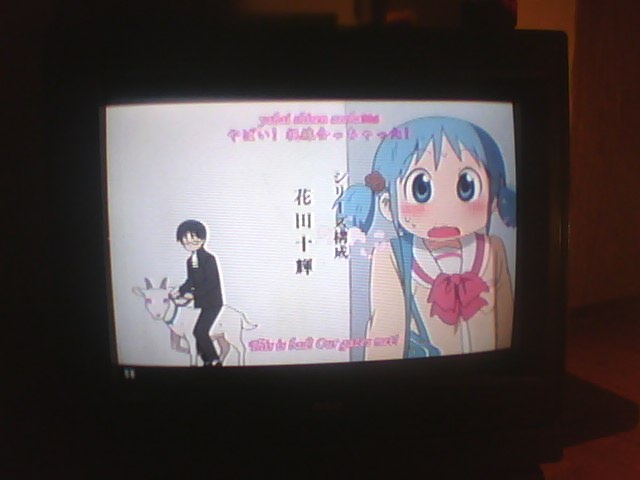 yabai shisen
やばい! 視線合っちゃった!
シリーズ構成
花田十輝
This is bad! Our gazes met!